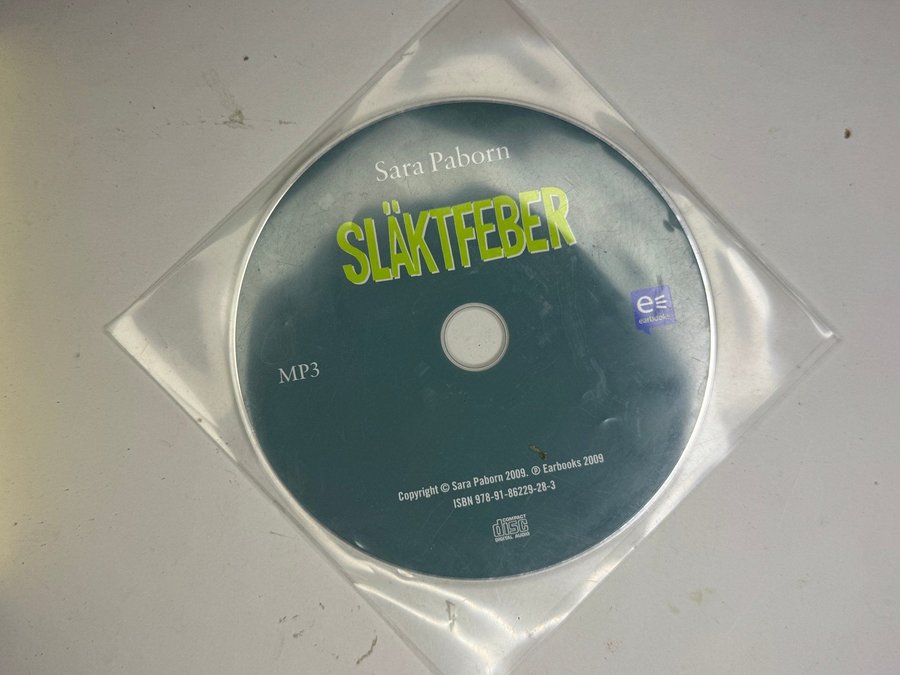 Sara Paborn
SLÄKTFEBER
e
earbooks
MP3
Copyright © Sara Paborn 2009. ℗ Earbooks 2009
ISBN 978-91-86229-28-3
COMPACT
disc
DIGITAL AUDIO